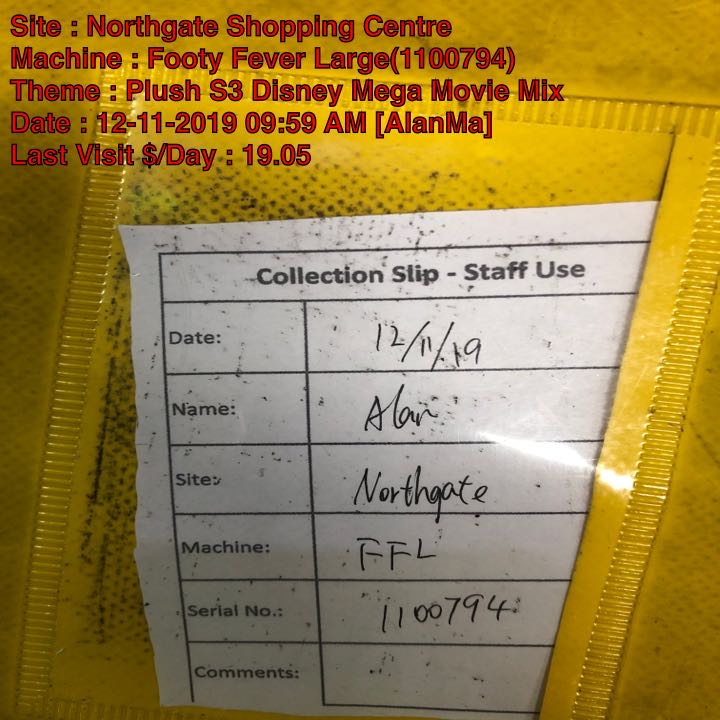 Site : Northgate Shopping Centre
Machine : Footy Fever Large(1100794)
Theme : Plush S3 Disney Mega Movie Mix
Date : 12-11-2019 09:59 AM [AlanMa]
Last Visit $/Day : 19.05
Collection Slip - Staff Use
Date: 12/11/19
Name: Alan
Site: Northgate
Machine: FFL
Serial No.: 1100794
Comments: